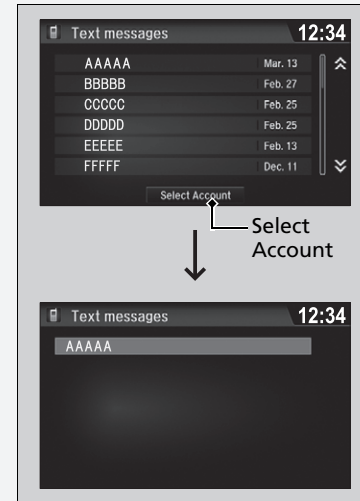 Text messages 12:34
AAAAA Mar. 13
BBBBB Feb. 27
CCCCC Feb. 25
DDDDD Feb. 25
EEEEE Feb. 13
FFFFF Dec. 11
Select Account
Select
Account
Text messages 12:34
AAAAA